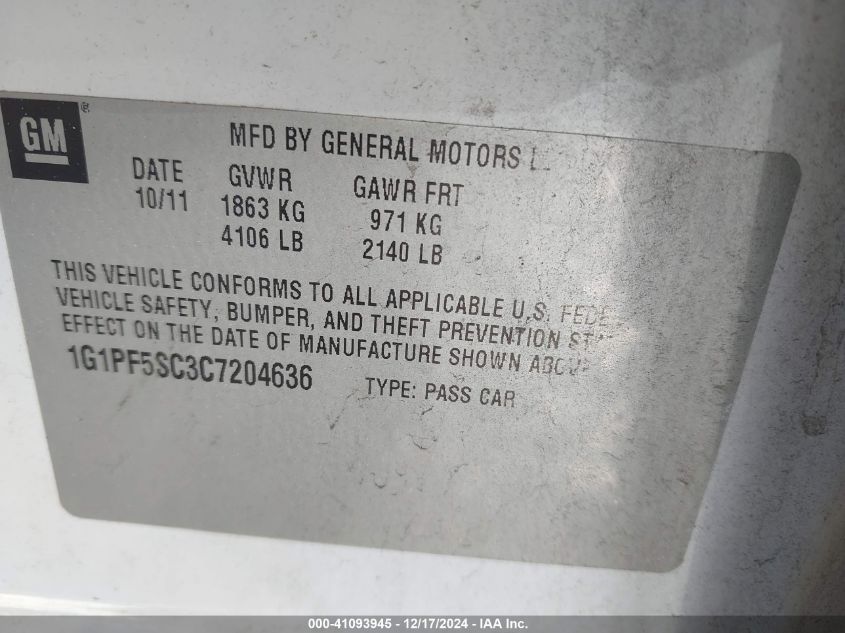 GM ®
MFD BY GENERAL MOTORS
DATE GVWR GAWR FRT
10/11 1863 KG 971 KG
4106 LB 2140 LB
THIS VEHICLE CONFORMS TO ALL APPLICABLE U.S.
VEHICLE SAFETY, BUMPER, AND THEFT PREVENTION
EFFECT ON THE DATE OF MANUFACTURE SHOWN ABOVE
1G1PF5SC3C7204636 TYPE: PASS CAR
000-41093945 - 12/17/2024 - IAA Inc.